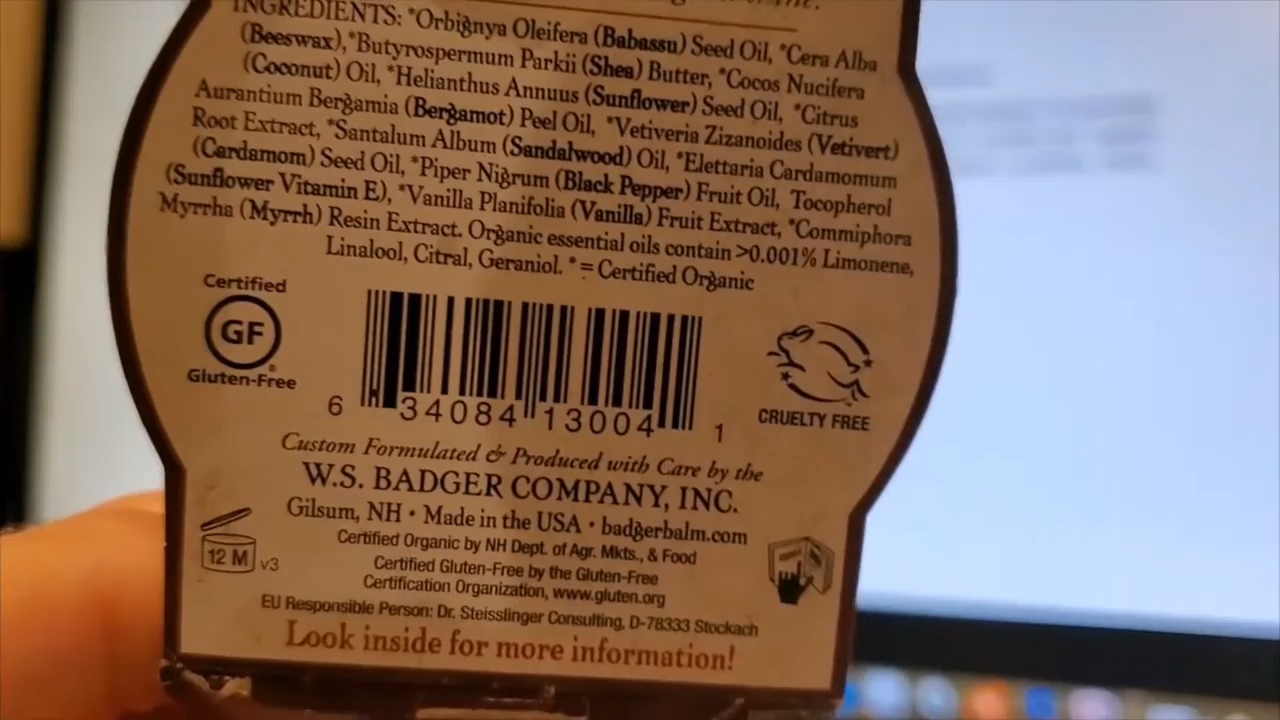 INGREDIENTS: *Orbignya Oleifera (Babassu) Seed Oil, *Cera Alba
(Beeswax),*Butyrospermum Parkii (Shea) Butter, *Cocos Nucifera
(Coconut) Oil, *Helianthus Annuus (Sunflower) Seed Oil, *Citrus
Aurantium Bergamia (Bergamot) Peel Oil, *Vetiveria Zizanoides (Vetivert)
Root Extract, *Santalum Album (Sandalwood) Oil, *Elettaria Cardamomum
(Cardamom) Seed Oil, *Piper Nigrum (Black Pepper) Fruit Oil, Tocopherol
(Sunflower Vitamin E), *Vanilla Planifolia (Vanilla) Fruit Extract, *Commiphora
Myrrha (Myrrh) Resin Extract. Organic essential oils contain >0.001% Limonene,
Linalool, Citral, Geraniol. * = Certified Organic
Certified
GF
Gluten-Free
6 34084 13004 1
CRUELTY FREE
Custom Formulated & Produced with Care by the
W.S. BADGER COMPANY, INC.
Gilsum, NH • Made in the USA • badgerbalm.com
Certified Organic by NH Dept. of Agr. Mkts., & Food
Certified Gluten-Free by the Gluten-Free
Certification Organization, www.gluten.org
12 M v3
EU Responsible Person: Dr. Steisslinger Consulting, D-78333 Stockach
Look inside for more information!